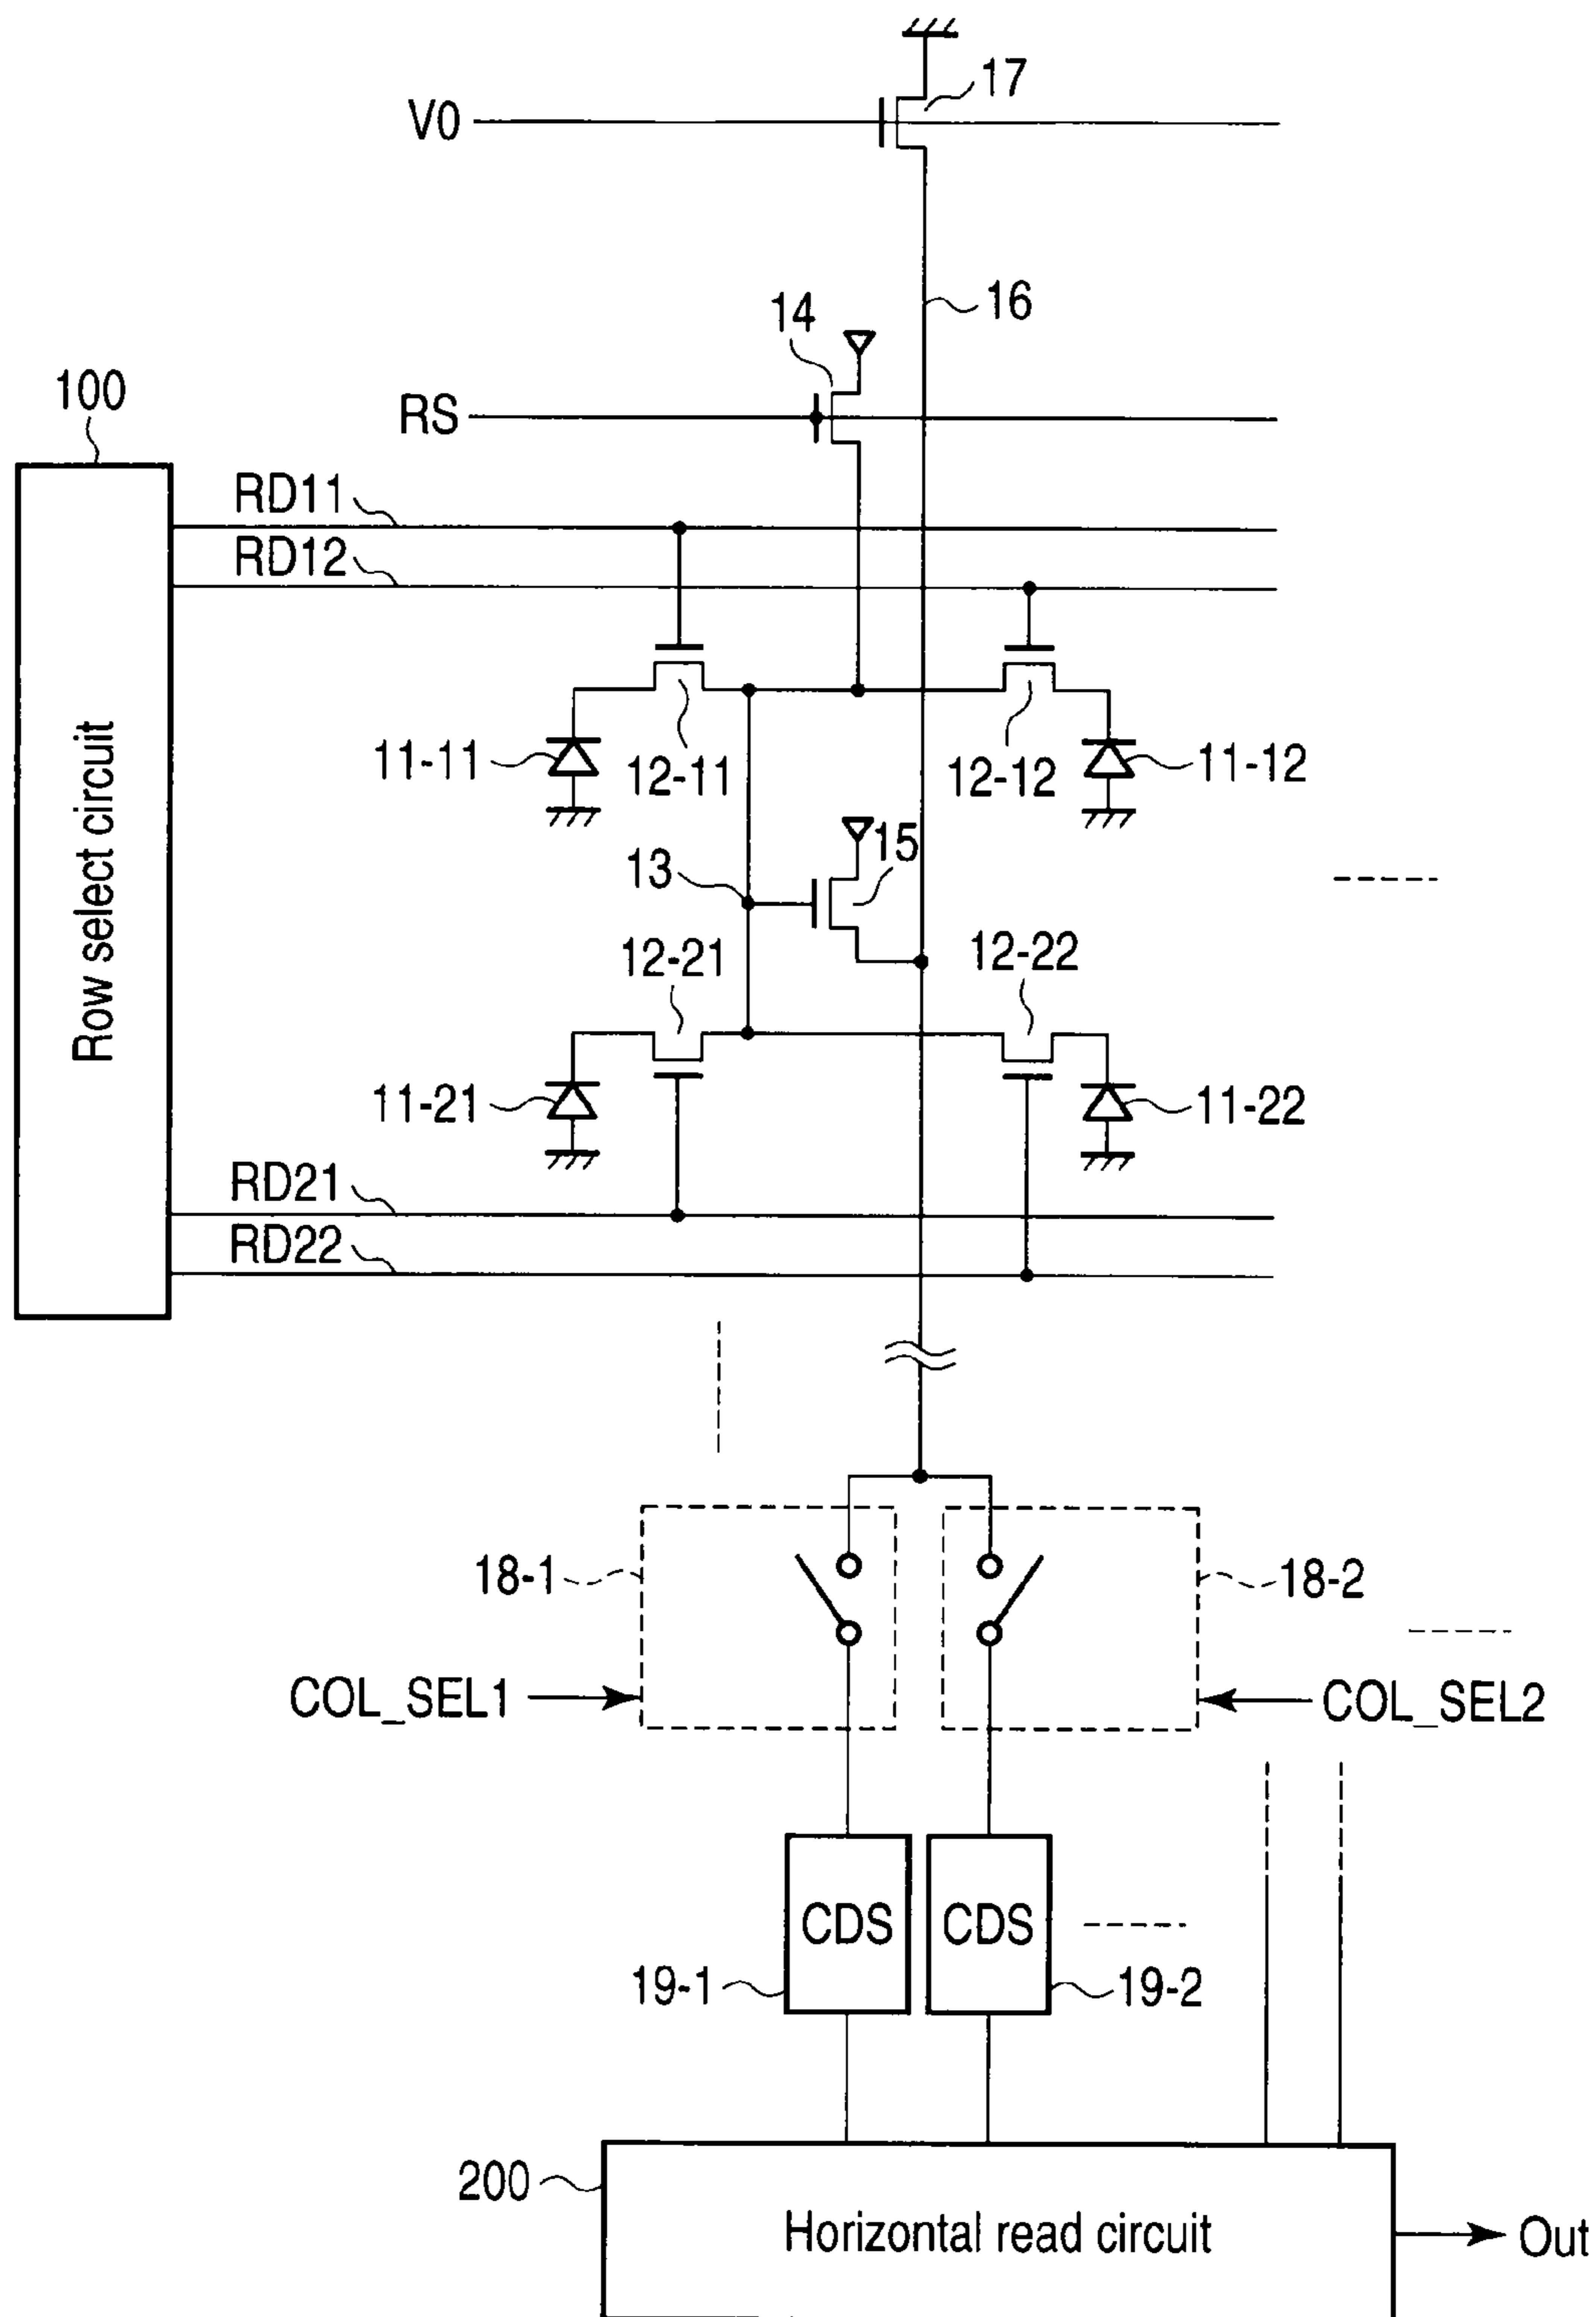 17
V0
16
14
100
RS
RD11
RD12
Row select circuit
11-11
12-11
12-12
11-12
15
13
12-21
12-22
11-21
11-22
RD21
RD22
18-1
18-2
COL_SEL1
COL_SEL2
CDS
CDS
19-1
19-2
200
Horizontal read circuit
Out